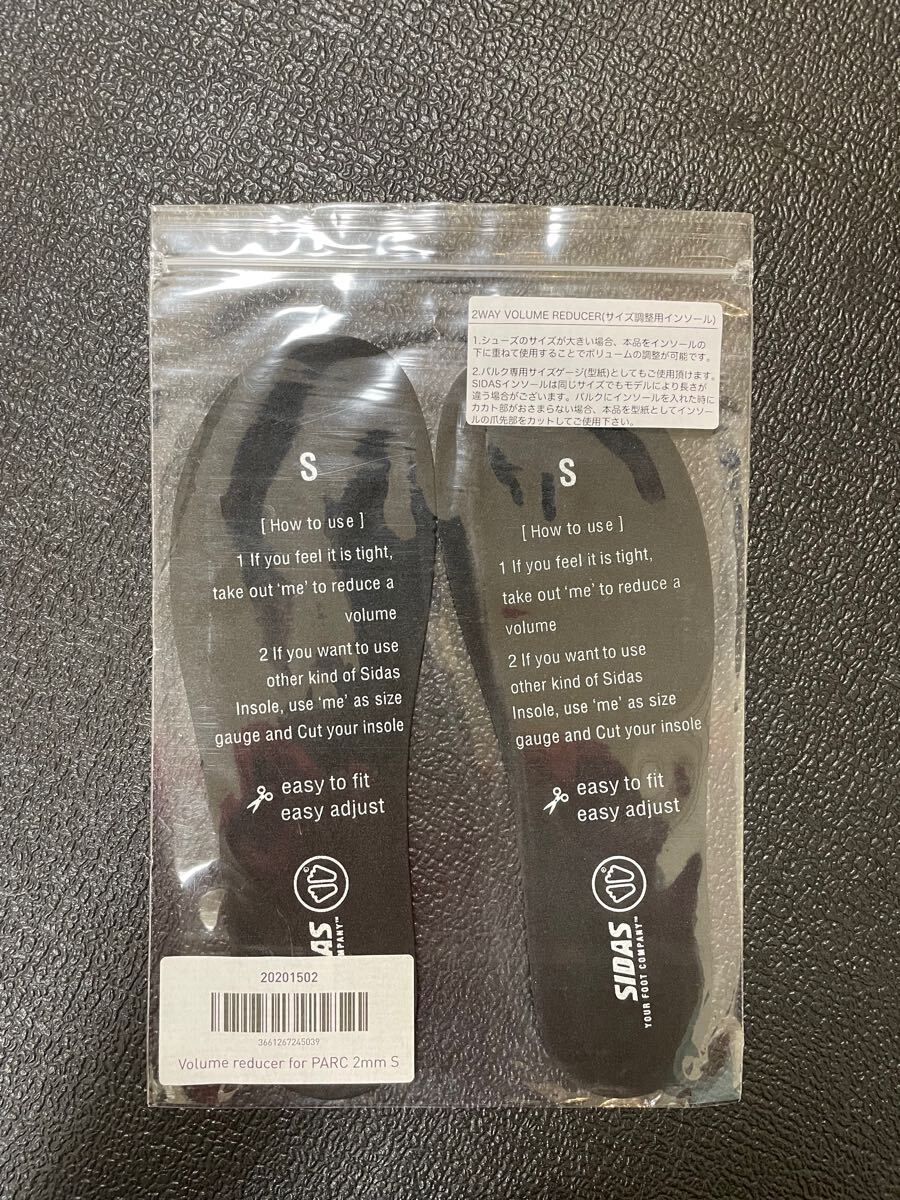 2WAY VOLUME REDUCER(サイズ調整用インソール)
1.シューズのサイズが大きい場合、本品をインソールの
下に重ねて使用することでボリュームの調整が可能です。
2.バルク専用サイズゲージ(型紙)としてもご使用頂けます。
SIDASインソールは同じサイズでもモデルにより長さが
違う場合がございます。バルクにインソールを入れた時に
カカト部がおさまらない場合、本品を型紙としてインソー
ルの爪先部をカットしてご使用下さい。
S
[ How to use ]
1 If you feel it is tight,
take out ‘me’ to reduce a
volume
2 If you want to use
other kind of Sidas
Insole, use ‘me’ as size
gauge and Cut your insole
easy to fit
easy adjust
S
[ How to use ]
1 If you feel it is tight,
take out ‘me’ to reduce a
volume
2 If you want to use
other kind of Sidas
Insole, use ‘me’ as size
gauge and Cut your insole
easy to fit
easy adjust
SIDAS
YOUR FOOT COMPANY™
20201502
3661267245039
Volume reducer for PARC 2mm S